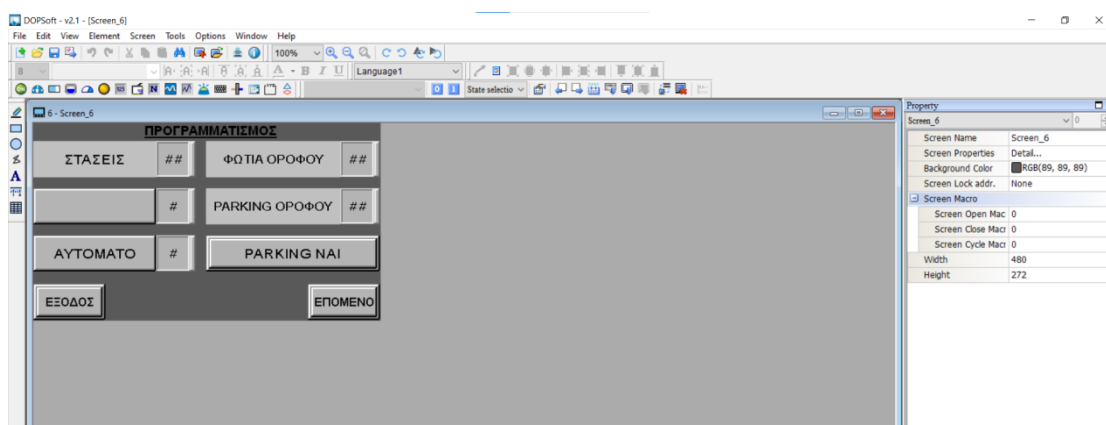 DOPSoft - v2.1 - [Screen_6]
File Edit View Element Screen Tools Options Window Help
100%
8 Language1
State selectio
6 - Screen_6
ΠΡΟΓΡΑΜΜΑΤΙΣΜΟΣ
ΣΤΑΣΕΙΣ ## ΦΩΤΙΑ ΟΡΟΦΟΥ ##
# PARKING ΟΡΟΦΟΥ ##
ΑΥΤΟΜΑΤΟ # PARKING ΝΑΙ
ΕΞΟΔΟΣ ΕΠΟΜΕΝΟ
Property
Screen_6 0
Screen Name Screen_6
Screen Properties Detail...
Background Color RGB(89, 89, 89)
Screen Lock addr. None
Screen Macro
Screen Open Mac 0
Screen Close Macr 0
Screen Cycle Macr 0
Width 480
Height 272